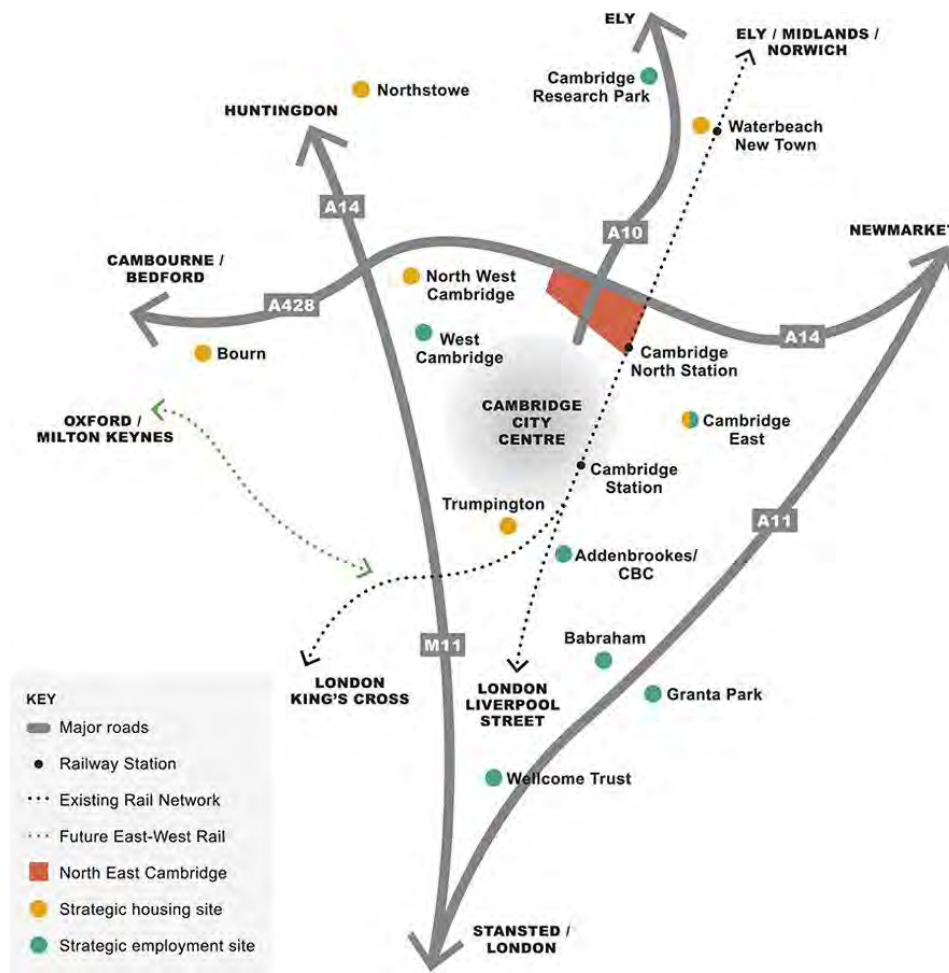 ELY
ELY / MIDLANDS /
NORWICH
Cambridge
Research Park
Northstowe
HUNTINGDON
Waterbeach
New Town
A14
A10
NEWMARKET
CAMBOURNE /
BEDFORD
North West
Cambridge
A428
West
Cambridge
A14
Bourn
Cambridge
North Station
OXFORD /
MILTON KEYNES
CAMBRIDGE
CITY
CENTRE
Cambridge
East
Cambridge
Station
Trumpington
A11
Addenbrookes/
CBC
M11
Babraham
LONDON
KING'S CROSS
LONDON
LIVERPOOL
STREET
Granta Park
Wellcome Trust
STANSTED /
LONDON
KEY
Major roads
Railway Station
Existing Rail Network
Future East-West Rail
North East Cambridge
Strategic housing site
Strategic employment site